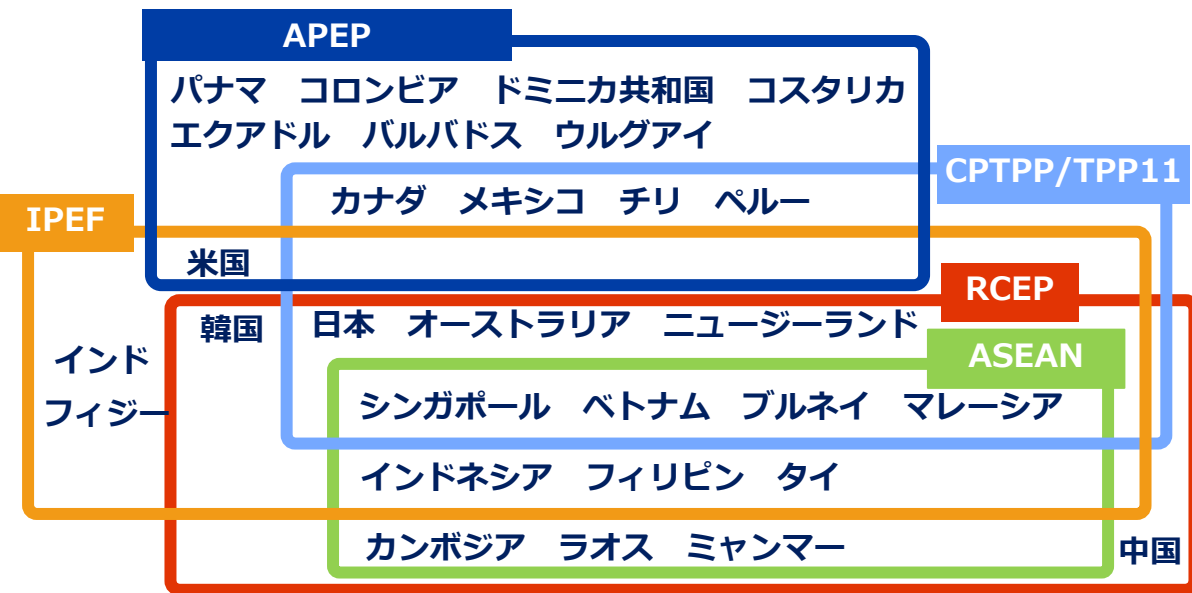 APEP
パナマ　コロンビア　ドミニカ共和国　コスタリカ
エクアドル　バルバドス　ウルグアイ
CPTPP/TPP11
カナダ　メキシコ　チリ　ペルー
IPEF
米国
RCEP
韓国　日本　オーストラリア　ニュージーランド
ASEAN
インド
フィジー
シンガポール　ベトナム　ブルネイ　マレーシア
インドネシア　フィリピン　タイ
カンボジア　ラオス　ミャンマー
中国